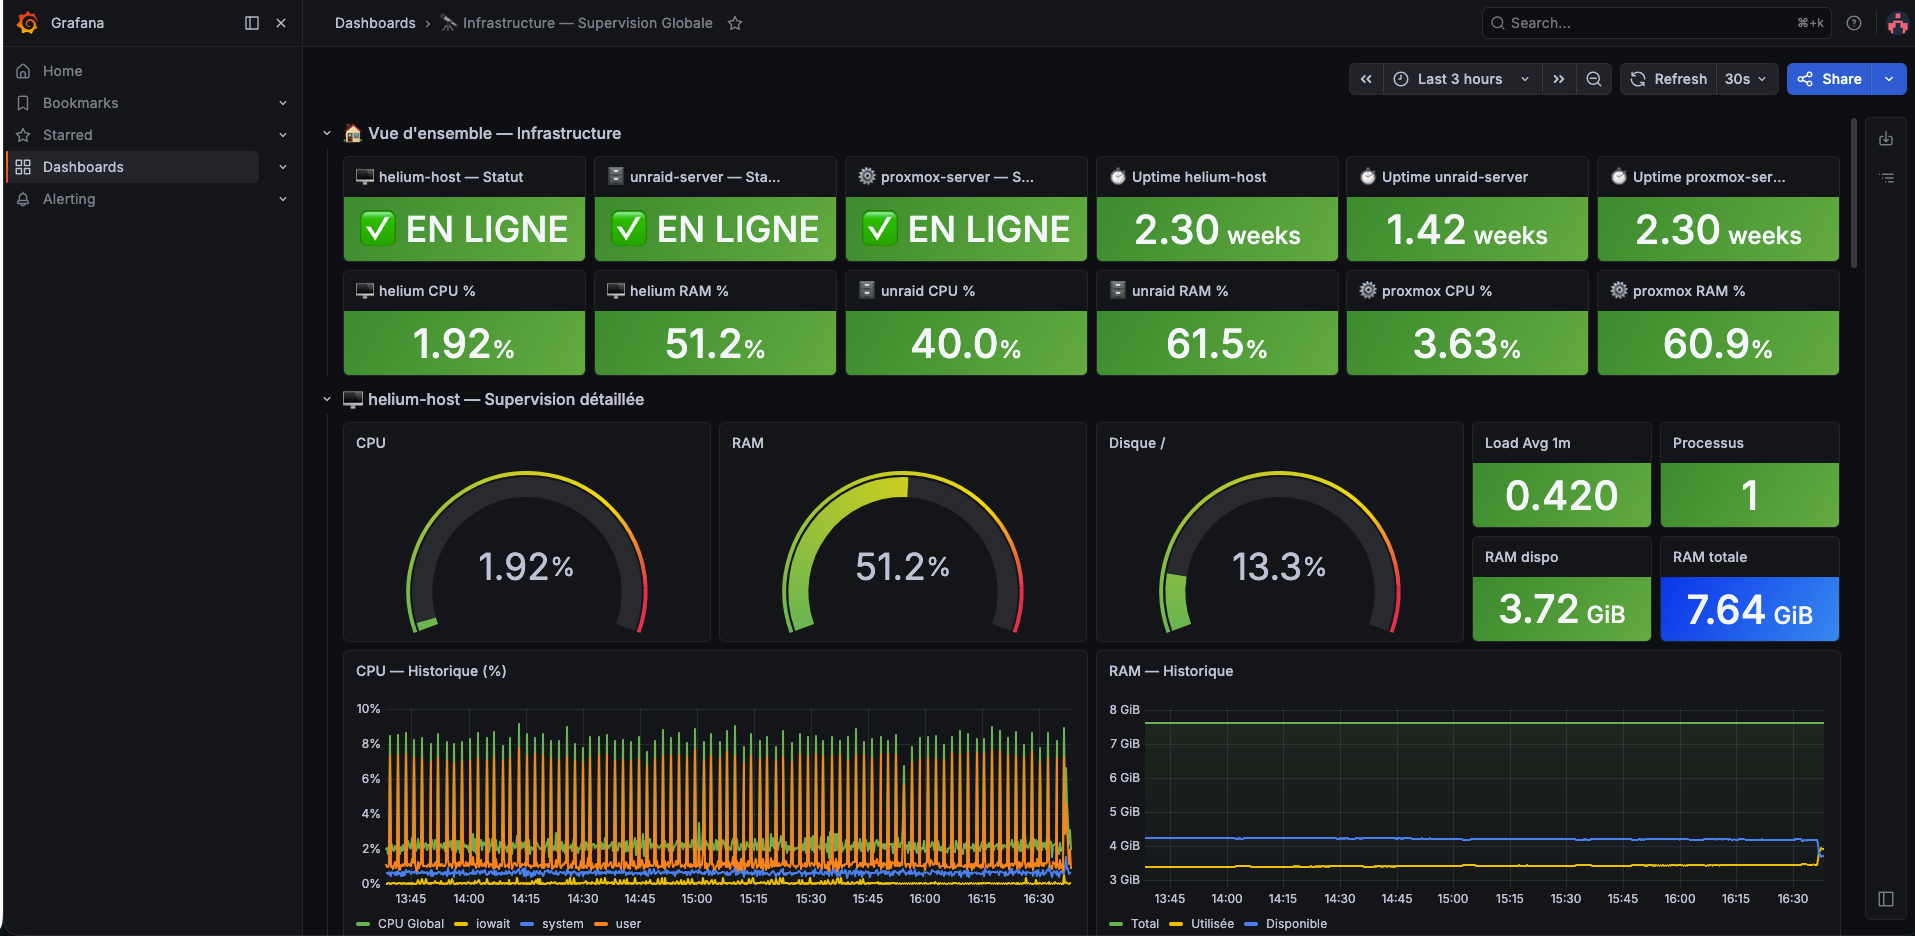 Grafana
Dashboards › Infrastructure — Supervision Globale
Search...
⌘+k
Home
Bookmarks
Starred
Dashboards
Alerting
Last 3 hours
Refresh
30s
Share
Vue d'ensemble — Infrastructure
helium-host — Statut
EN LIGNE
unraid-server — Sta...
EN LIGNE
proxmox-server — S...
EN LIGNE
Uptime helium-host
2.30 weeks
Uptime unraid-server
1.42 weeks
Uptime proxmox-ser...
2.30 weeks
helium CPU %
1.92%
helium RAM %
51.2%
unraid CPU %
40.0%
unraid RAM %
61.5%
proxmox CPU %
3.63%
proxmox RAM %
60.9%
helium-host — Supervision détaillée
CPU
1.92%
RAM
51.2%
Disque /
13.3%
Load Avg 1m
0.420
Processus
1
RAM dispo
3.72 GiB
RAM totale
7.64 GiB
CPU — Historique (%)
10%
8%
6%
4%
2%
0%
13:45 14:00 14:15 14:30 14:45 15:00 15:15 15:30 15:45 16:00 16:15 16:30
CPU Global iowait system user
RAM — Historique
8 GiB
7 GiB
6 GiB
5 GiB
4 GiB
3 GiB
13:45 14:00 14:15 14:30 14:45 15:00 15:15 15:30 15:45 16:00 16:15 16:30
Total Utilisée Disponible